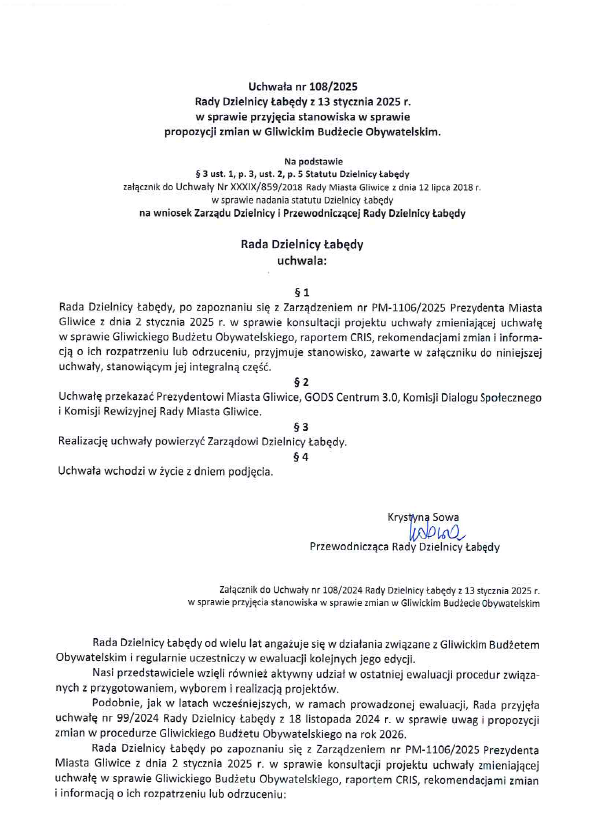 Uchwała nr 108/2025
Rady Dzielnicy Łabędy z 13 stycznia 2025 r.
w sprawie przyjęcia stanowiska w sprawie
propozycji zmian w Gliwickim Budżecie Obywatelskim.
Na podstawie
§ 3 ust. 1, p. 3, ust. 2, p. 5 Statutu Dzielnicy Łabędy
załącznik do Uchwały Nr XXXIX/859/2018 Rady Miasta Gliwice z dnia 12 lipca 2018 r.
w sprawie nadania statutu Dzielnicy Łabędy
na wniosek Zarządu Dzielnicy i Przewodniczącej Rady Dzielnicy Łabędy
Rada Dzielnicy Łabędy
uchwala:
§ 1
Rada Dzielnicy Łabędy, po zapoznaniu się z Zarządzeniem nr PM-1106/2025 Prezydenta Miasta
Gliwice z dnia 2 stycznia 2025 r. w sprawie konsultacji projektu uchwały zmieniającej uchwałę
w sprawie Gliwickiego Budżetu Obywatelskiego, raportem CRIS, rekomendacjami zmian i informa-
cją o ich rozpatrzeniu lub odrzuceniu, przyjmuje stanowisko, zawarte w załączniku do niniejszej
uchwały, stanowiącym jej integralną część.
§ 2
Uchwałę przekazać Prezydentowi Miasta Gliwice, GODS Centrum 3.0, Komisji Dialogu Społecznego
i Komisji Rewizyjnej Rady Miasta Gliwice.
§ 3
Realizację uchwały powierzyć Zarządowi Dzielnicy Łabędy.
§ 4
Uchwała wchodzi w życie z dniem podjęcia.
Krystyna Sowa
Przewodnicząca Rady Dzielnicy Łabędy
Załącznik do Uchwały nr 108/2024 Rady Dzielnicy Łabędy z 13 stycznia 2025 r.
w sprawie przyjęcia stanowiska w sprawie zmian w Gliwickim Budżecie Obywatelskim
Rada Dzielnicy Łabędy od wielu lat angażuje się w działania związane z Gliwickim Budżetem
Obywatelskim i regularnie uczestniczy w ewaluacji kolejnych jego edycji.
Nasi przedstawiciele wzięli również aktywny udział w ostatniej ewaluacji procedur związa-
nych z przygotowaniem, wyborem i realizacją projektów.
Podobnie, jak w latach wcześniejszych, w ramach prowadzonej ewaluacji, Rada przyjęła
uchwałę nr 99/2024 Rady Dzielnicy Łabędy z 18 listopada 2024 r. w sprawie uwag i propozycji
zmian w procedurze Gliwickiego Budżetu Obywatelskiego na rok 2026.
Rada Dzielnicy Łabędy po zapoznaniu się z Zarządzeniem nr PM-1106/2025 Prezydenta
Miasta Gliwice z dnia 2 stycznia 2025 r. w sprawie konsultacji projektu uchwały zmieniającej
uchwałę w sprawie Gliwickiego Budżetu Obywatelskiego, raportem CRIS, rekomendacjami zmian
i informacją o ich rozpatrzeniu lub odrzuceniu: